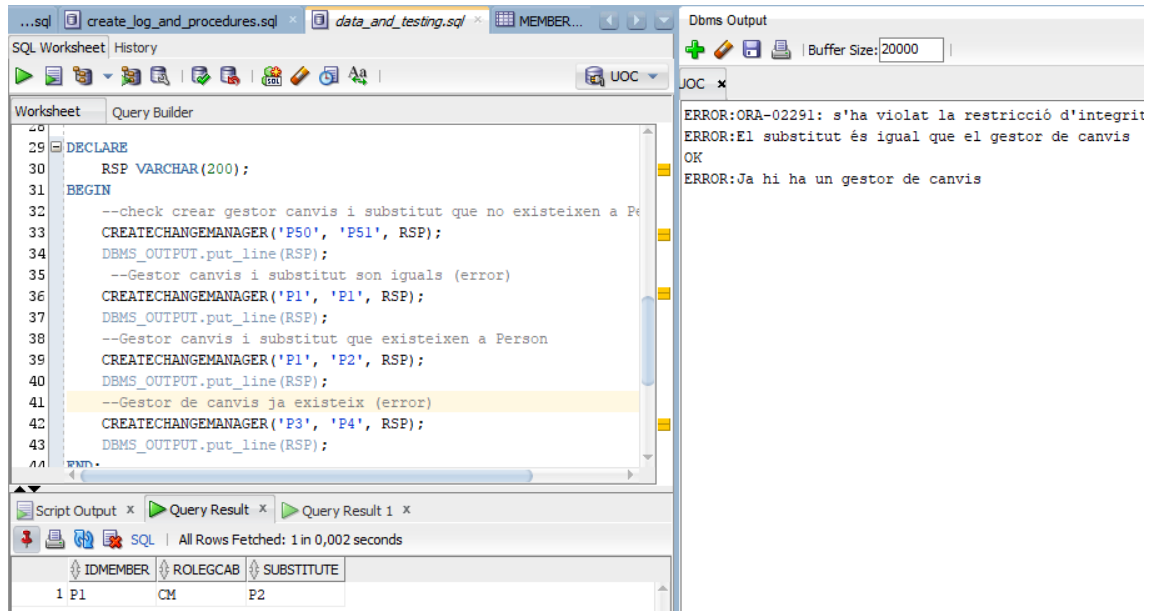 ...sql create_log_and_procedures.sql data_and_testing.sql MEMBER...
SQL Worksheet History
UOC
Worksheet Query Builder
29 DECLARE
30 RSP VARCHAR(200);
31 BEGIN
32 --check crear gestor canvis i substitut que no existeixen a
33 CREATECHANGEMANAGER('P50', 'P51', RSP);
34 DBMS_OUTPUT.put_line(RSP);
35 --Gestor canvis i substitut son iguals (error)
36 CREATECHANGEMANAGER('P1', 'P1', RSP);
37 DBMS_OUTPUT.put_line(RSP);
38 --Gestor canvis i substitut que existeixen a Person
39 CREATECHANGEMANAGER('P1', 'P2', RSP);
40 DBMS_OUTPUT.put_line(RSP);
41 --Gestor de canvis ja existeix (error)
42 CREATECHANGEMANAGER('P3', 'P4', RSP);
43 DBMS_OUTPUT.put_line(RSP);
44 END;
Script Output x Query Result x Query Result 1 x
SQL | All Rows Fetched: 1 in 0,002 seconds
IDMEMBER ROLEGCAB SUBSTITUTE
1 P1 CM P2
Dbms Output
Buffer Size: 20000
UOC x
ERROR:ORA-02291: s'ha violat la restricció d'integrit
ERROR:El substitut és igual que el gestor de canvis
OK
ERROR:Ja hi ha un gestor de canvis